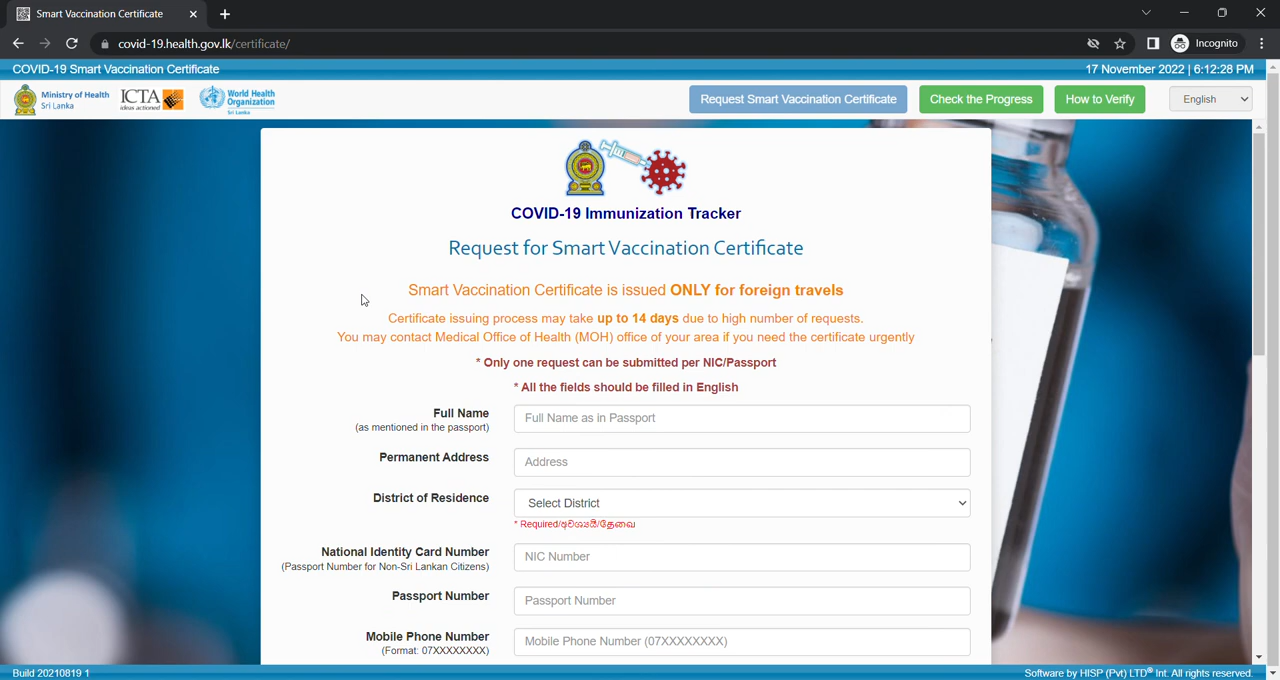 Smart Vaccination Certificate
covid-19.health.gov.lk/certificate/
Incognito
COVID-19 Smart Vaccination Certificate
17 November 2022 | 6:12:28 PM
Ministry of Health
Sri Lanka
ICTA
ideas actioned
World Health
Organization
Sri Lanka
Request Smart Vaccination Certificate
Check the Progress
How to Verify
English
COVID-19 Immunization Tracker
Request for Smart Vaccination Certificate
Smart Vaccination Certificate is issued ONLY for foreign travels
Certificate issuing process may take up to 14 days due to high number of requests.
You may contact Medical Office of Health (MOH) office of your area if you need the certificate urgently
* Only one request can be submitted per NIC/Passport
* All the fields should be filled in English
Full Name
(as mentioned in the passport)
Full Name as in Passport
Permanent Address
Address
District of Residence
Select District
* Required/අවශ්‍යයි/தேவை
National Identity Card Number
(Passport Number for Non-Sri Lankan Citizens)
NIC Number
Passport Number
Passport Number
Mobile Phone Number
(Format: 07XXXXXXXX)
Mobile Phone Number (07XXXXXXXX)
Build 20210819 1
Software by HISP (Pvt) LTD® Int. All rights reserved.